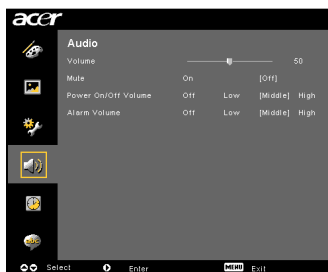 acer
Audio
Volume 50
Mute On [Off]
Power On/Off Volume Off Low [Middle] High
Alarm Volume Off Low [Middle] High
ABC
Select Enter MENU Exit